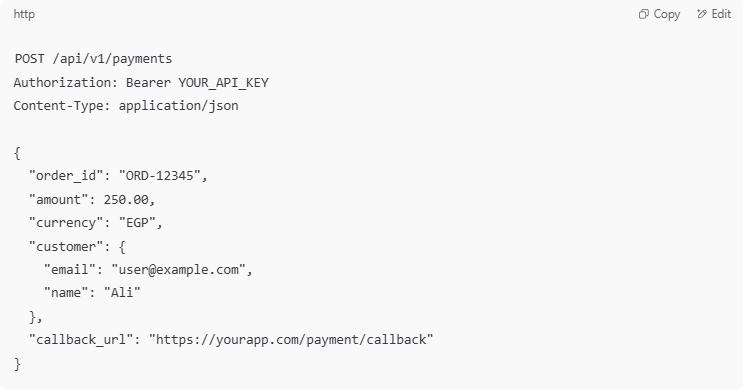 http
Copy
Edit
POST /api/v1/payments
Authorization: Bearer YOUR_API_KEY
Content-Type: application/json
{
"order_id": "ORD-12345",
"amount": 250.00,
"currency": "EGP",
"customer": {
"email": "user@example.com",
"name": "Ali"
},
"callback_url": "https://yourapp.com/payment/callback"
}